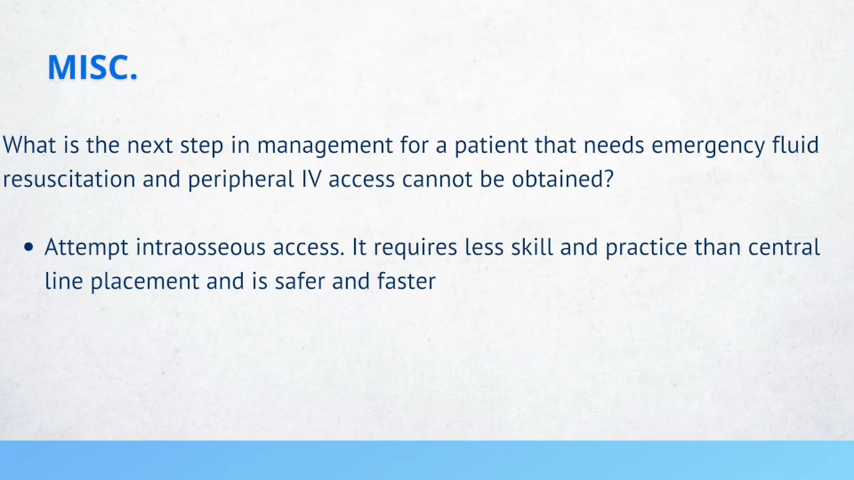 MISC.
What is the next step in management for a patient that needs emergency fluid
resuscitation and peripheral IV access cannot be obtained?
• Attempt intraosseous access. It requires less skill and practice than central
line placement and is safer and faster